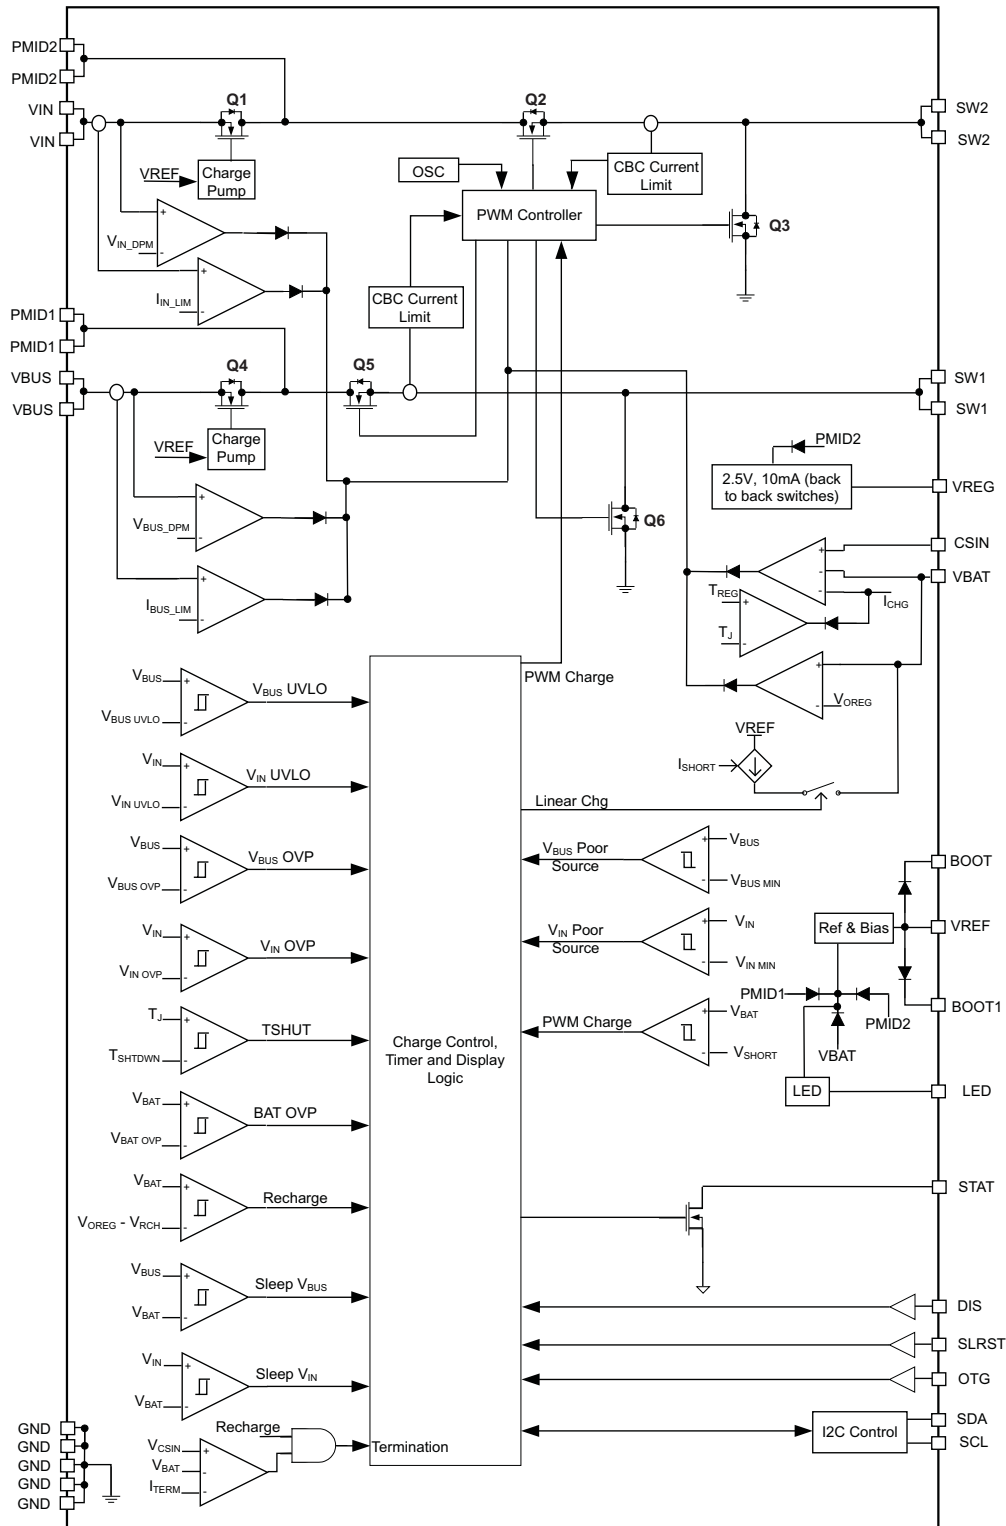 PMID2
PMID2
VIN
VIN
Q1
Q2
SW2
SW2
VREF
Charge
Pump
OSC
CBC Current
Limit
PWM Controller
Q3
+
VIN_DPM
-
+
IIN_LIM
-
CBC Current
Limit
PMID1
PMID1
VBUS
VBUS
Q4
Q5
SW1
SW1
VREF
Charge
Pump
PMID2
2.5V, 10mA (back
to back switches)
VREG
+
VBUS_DPM
-
Q6
CSIN
VBAT
+
-
-
+
IBUS_LIM
-
TREG
+
ICHG
TJ
-
PWM Charge
+
VOREG
-
VBUS
+
VBUS UVLO
-
VBUS UVLO
VREF
ISHORT
VIN
+
VIN UVLO
-
VIN UVLO
Linear Chg
VBUS
+
VBUS OVP
-
VBUS OVP
VBUS Poor
Source
+
VBUS
-
VBUS MIN
BOOT
VIN
+
VIN OVP
-
VIN OVP
VIN Poor
Source
+
VIN
-
VIN MIN
Ref & Bias
VREF
PMID1
PMID2
VBAT
BOOT1
TJ
+
TSHTDWN
-
TSHUT
Charge Control,
Timer and Display
Logic
PWM Charge
+
VBAT
-
VSHORT
LED
LED
VBAT
+
VBAT OVP
-
BAT OVP
VBAT
+
VOREG - VRCH
-
Recharge
STAT
VBUS
+
VBAT
-
Sleep VBUS
DIS
SLRST
VIN
+
VBAT
-
Sleep VIN
OTG
GND
GND
GND
GND
GND
Recharge
VCSIN
+
VBAT
-
ITERM
-
Termination
I2C Control
SDA
SCL